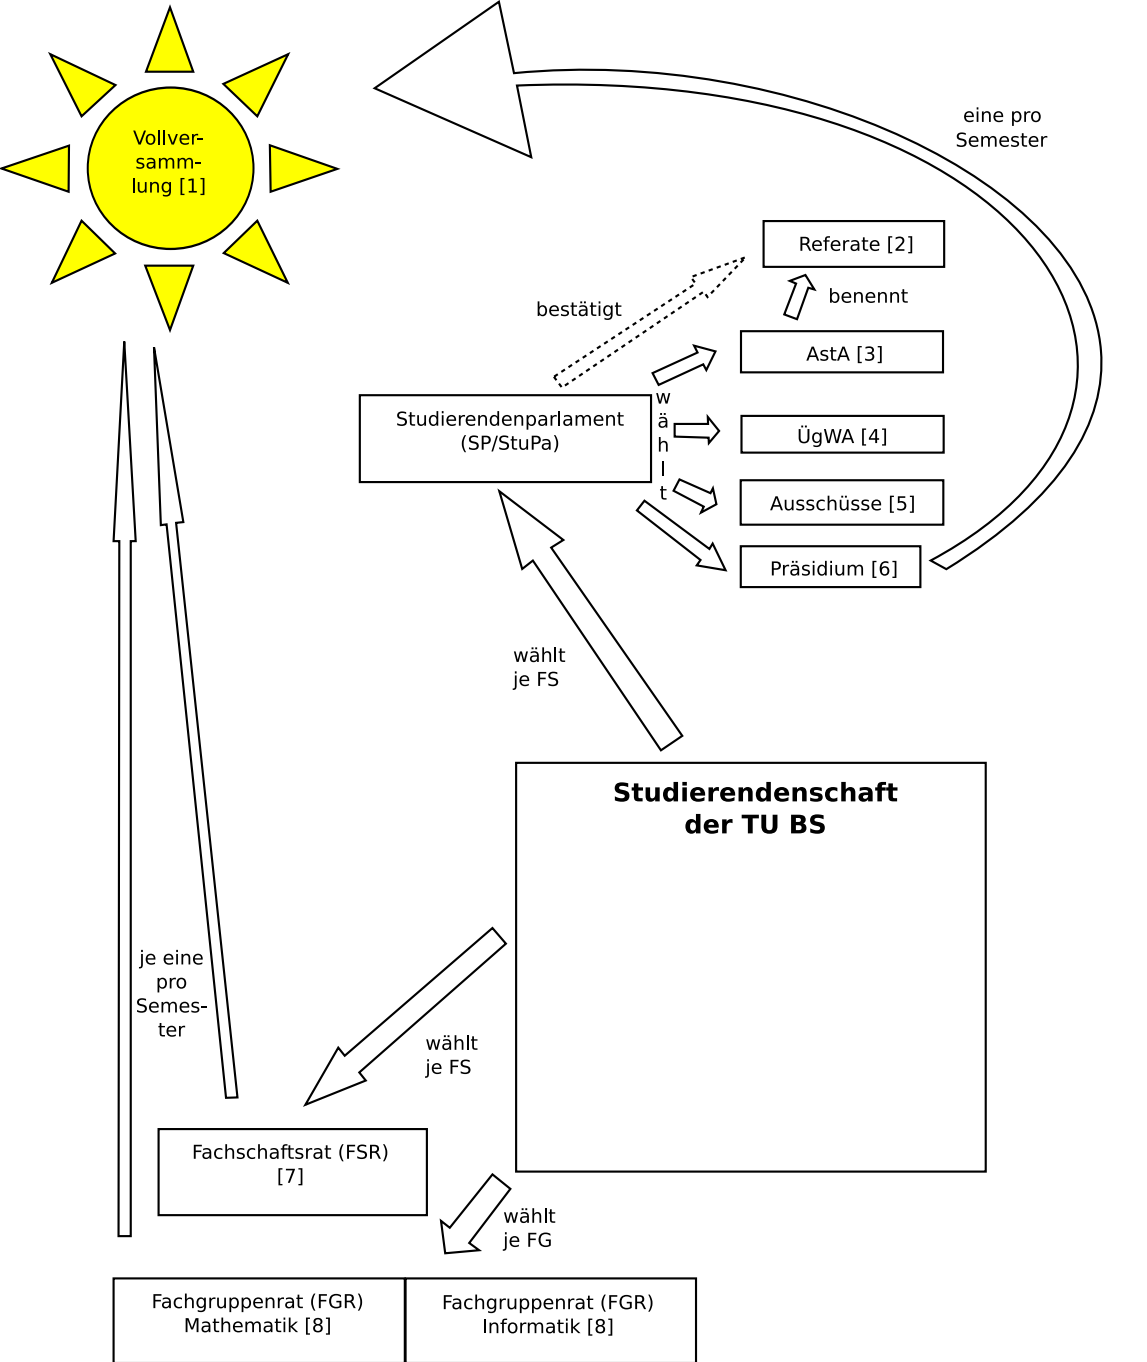 Vollver-
samm-
lung [1]
eine pro
Semester
Referate [2]
bestätigt
benennt
AstA [3]
Studierendenparlament
(SP/StuPa)
w
ä
h
l
t
ÜgWA [4]
Ausschüsse [5]
Präsidium [6]
wählt
je FS
Studierendenschaft
der TU BS
je eine
pro
Semes-
ter
wählt
je FS
Fachschaftsrat (FSR)
[7]
wählt
je FG
Fachgruppenrat (FGR)
Mathematik [8]
Fachgruppenrat (FGR)
Informatik [8]